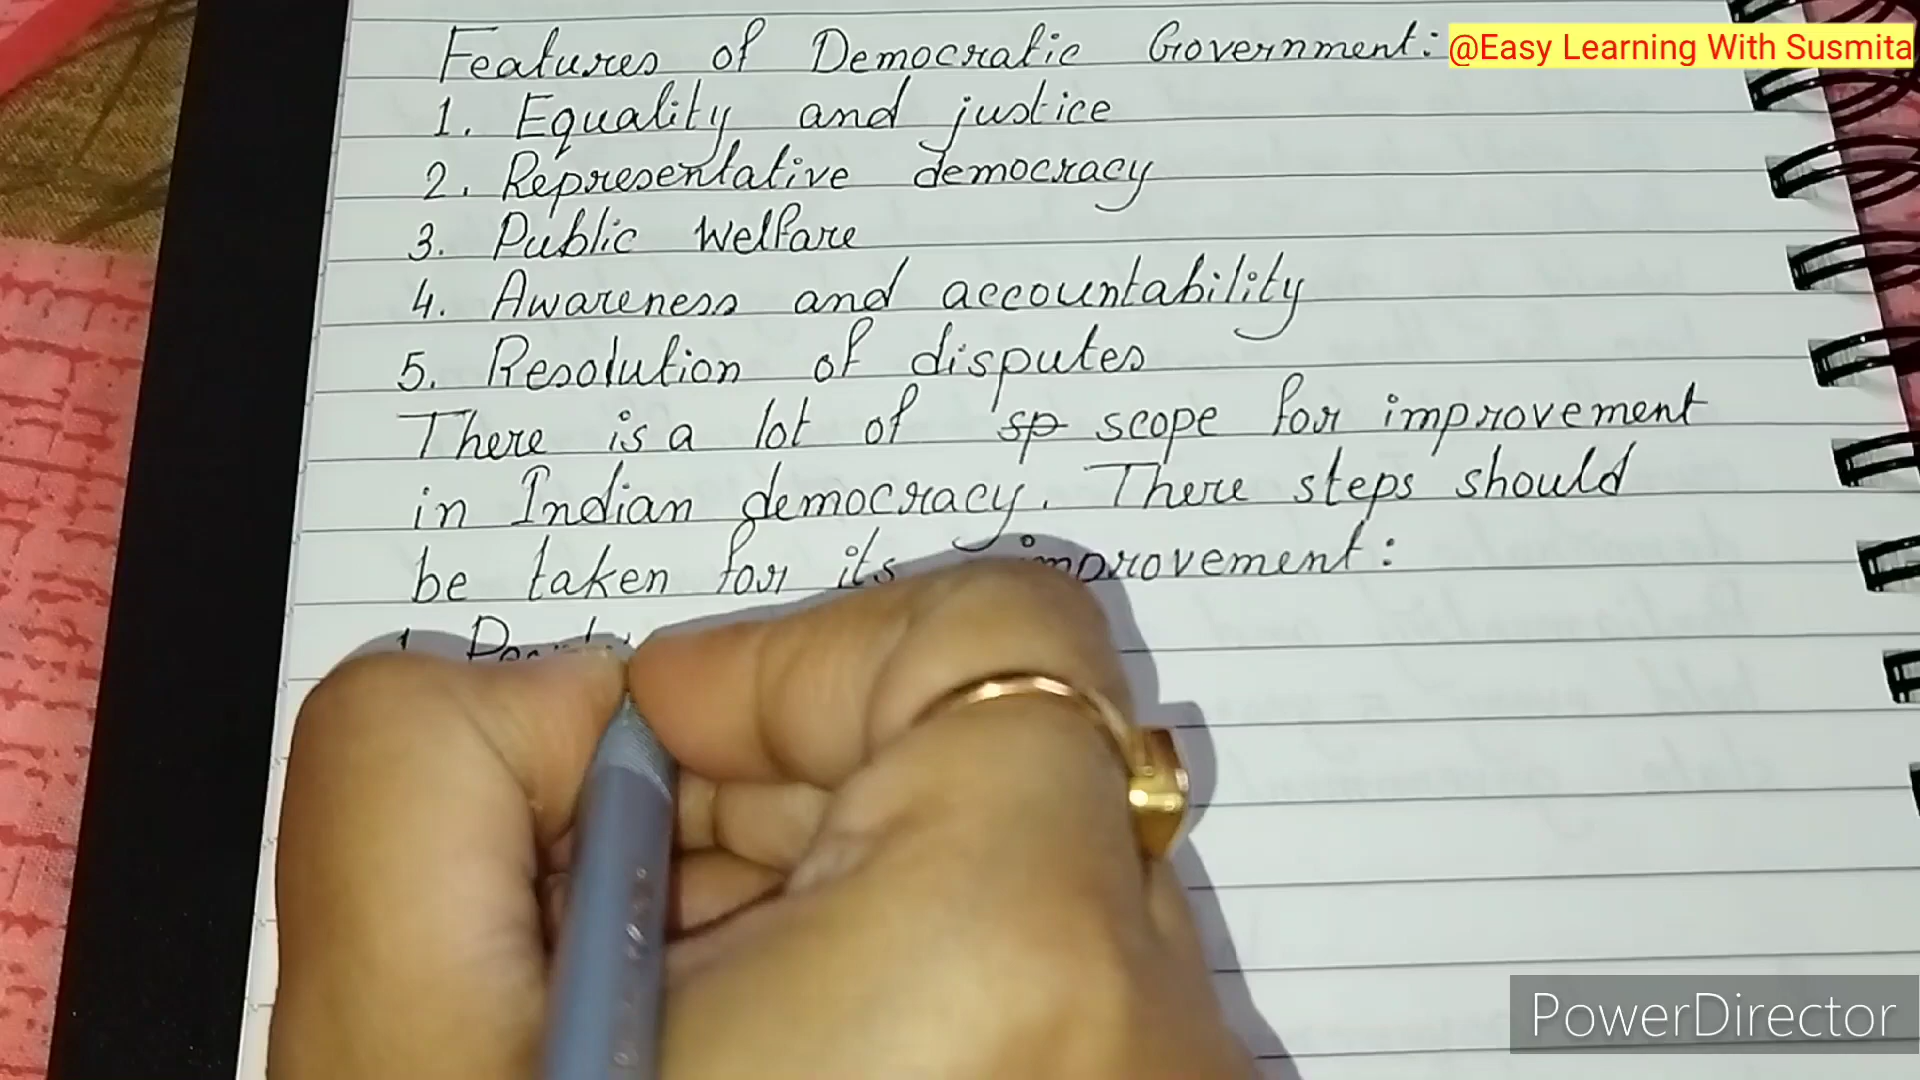 Features of Democratic Government: @Easy Learning With Susmita
1. Equality and justice
2. Representative democracy
3. Public Welfare
4. Awareness and accountability
5. Resolution of disputes
There is a lot of sp scope for improvement
in Indian democracy. There steps should
be taken for its improvement:
1.
PowerDirector